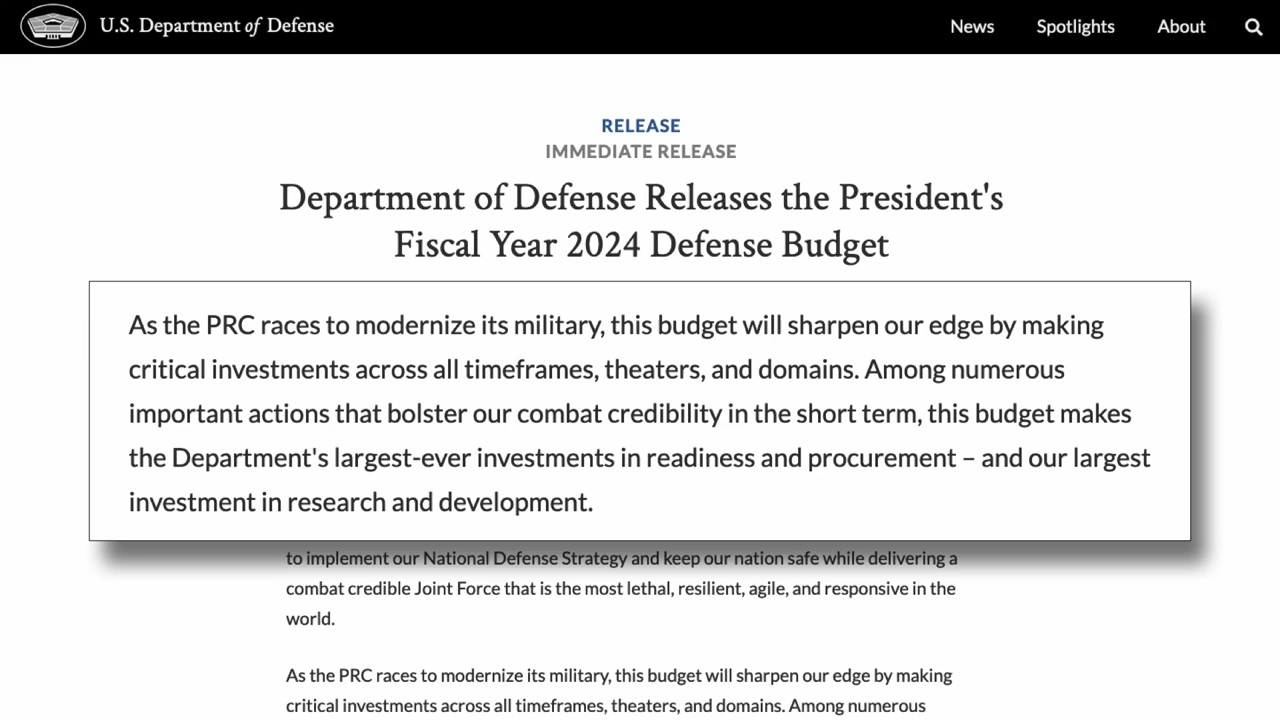 U.S. Department of Defense
News
Spotlights
About
RELEASE
IMMEDIATE RELEASE
Department of Defense Releases the President's
Fiscal Year 2024 Defense Budget
As the PRC races to modernize its military, this budget will sharpen our edge by making
critical investments across all timeframes, theaters, and domains. Among numerous
important actions that bolster our combat credibility in the short term, this budget makes
the Department's largest-ever investments in readiness and procurement – and our largest
investment in research and development.
to implement our National Defense Strategy and keep our nation safe while delivering a
combat credible Joint Force that is the most lethal, resilient, agile, and responsive in the
world.
As the PRC races to modernize its military, this budget will sharpen our edge by making
critical investments across all timeframes, theaters, and domains. Among numerous